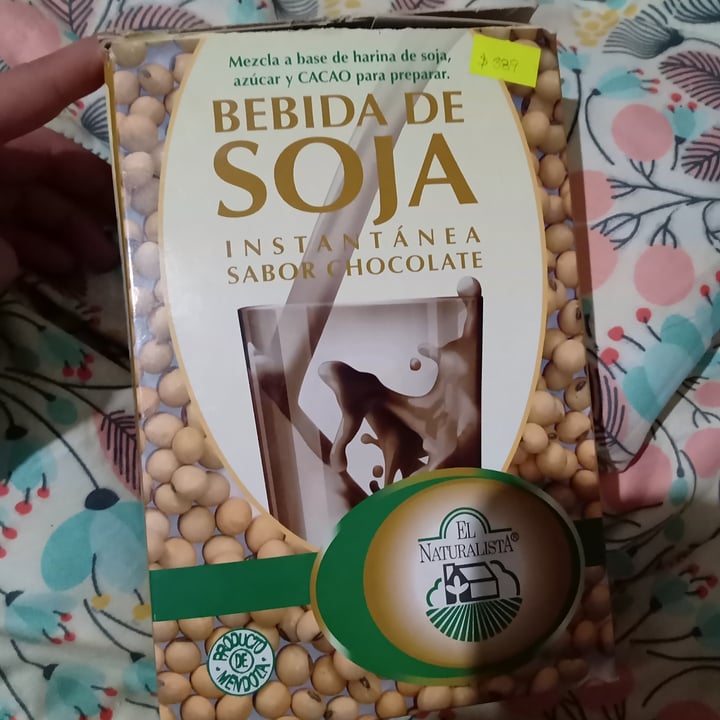 Mezcla a base de harina de soja,
azúcar y CACAO para preparar.
$ 389
BEBIDA DE
SOJA
INSTANTÁNEA
SABOR CHOCOLATE
EL
NATURALISTA®
PRODUCTO
DE
MENDOZA